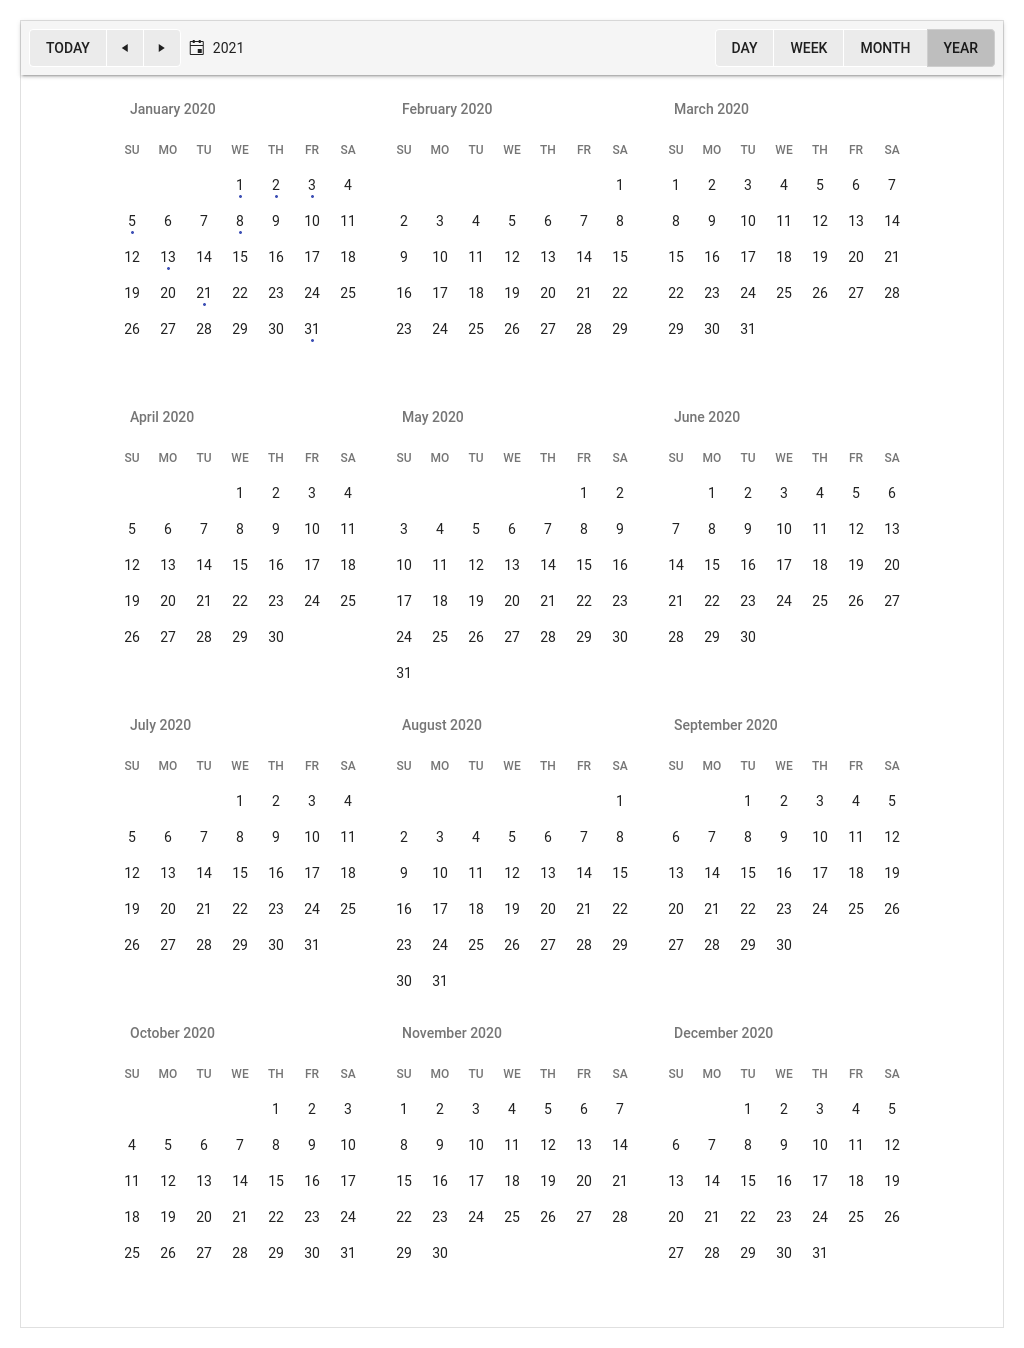 TODAY 2021 DAY WEEK MONTH YEAR
January 2020 February 2020 March 2020
SU MO TU WE TH FR SA SU MO TU WE TH FR SA SU MO TU WE TH FR SA
1 2 3 4 1 1 2 3 4 5 6 7
5 6 7 8 9 10 11 2 3 4 5 6 7 8 8 9 10 11 12 13 14
12 13 14 15 16 17 18 9 10 11 12 13 14 15 15 16 17 18 19 20 21
19 20 21 22 23 24 25 16 17 18 19 20 21 22 22 23 24 25 26 27 28
26 27 28 29 30 31 23 24 25 26 27 28 29 29 30 31
April 2020 May 2020 June 2020
SU MO TU WE TH FR SA SU MO TU WE TH FR SA SU MO TU WE TH FR SA
1 2 3 4 1 2 1 2 3 4 5 6
5 6 7 8 9 10 11 3 4 5 6 7 8 9 7 8 9 10 11 12 13
12 13 14 15 16 17 18 10 11 12 13 14 15 16 14 15 16 17 18 19 20
19 20 21 22 23 24 25 17 18 19 20 21 22 23 21 22 23 24 25 26 27
26 27 28 29 30 24 25 26 27 28 29 30 28 29 30
31
July 2020 August 2020 September 2020
SU MO TU WE TH FR SA SU MO TU WE TH FR SA SU MO TU WE TH FR SA
1 2 3 4 1 1 2 3 4 5
5 6 7 8 9 10 11 2 3 4 5 6 7 8 6 7 8 9 10 11 12
12 13 14 15 16 17 18 9 10 11 12 13 14 15 13 14 15 16 17 18 19
19 20 21 22 23 24 25 16 17 18 19 20 21 22 20 21 22 23 24 25 26
26 27 28 29 30 31 23 24 25 26 27 28 29 27 28 29 30
30 31
October 2020 November 2020 December 2020
SU MO TU WE TH FR SA SU MO TU WE TH FR SA SU MO TU WE TH FR SA
1 2 3 1 2 3 4 5 6 7 1 2 3 4 5
4 5 6 7 8 9 10 8 9 10 11 12 13 14 6 7 8 9 10 11 12
11 12 13 14 15 16 17 15 16 17 18 19 20 21 13 14 15 16 17 18 19
18 19 20 21 22 23 24 22 23 24 25 26 27 28 20 21 22 23 24 25 26
25 26 27 28 29 30 31 29 30 27 28 29 30 31